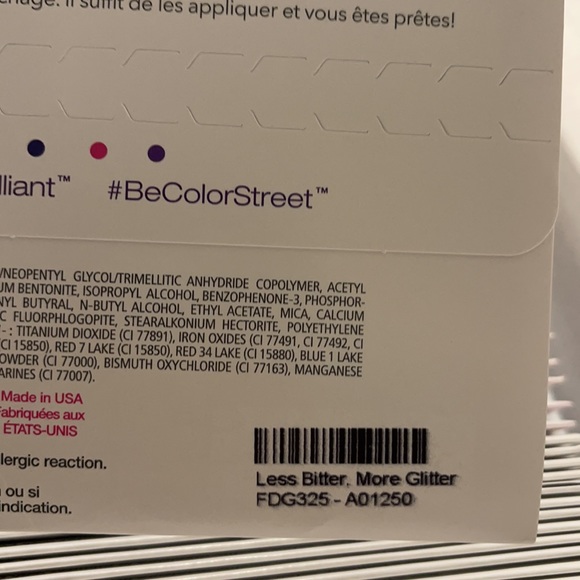 Il suffit de les appliquer et vous êtes prêtes!
lliant™ #BeColorStreet™
/NEOPENTYL GLYCOL/TRIMELLITIC ANHYDRIDE COPOLYMER, ACETYL
UM BENTONITE, ISOPROPYL ALCOHOL, BENZOPHENONE-3, PHOSPHOR-
NYL BUTYRAL, N-BUTYL ALCOHOL, ETHYL ACETATE, MICA, CALCIUM
C FLUORPHLOGOPITE, STEARALKONIUM HECTORITE, POLYETHYLENE
-: TITANIUM DIOXIDE (CI 77891), IRON OXIDES (CI 77491, CI 77492, CI
CI 15850), RED 7 LAKE (CI 15850), RED 34 LAKE (CI 15880), BLUE 1 LAKE
OWDER (CI 77000), BISMUTH OXYCHLORIDE (CI 77163), MANGANESE
ARINES (CI 77007).
Made in USA
Fabriquées aux
ÉTATS-UNIS
lergic reaction.
ou si
ndication.
Less Bitter, More Glitter
FDG325 - A01250